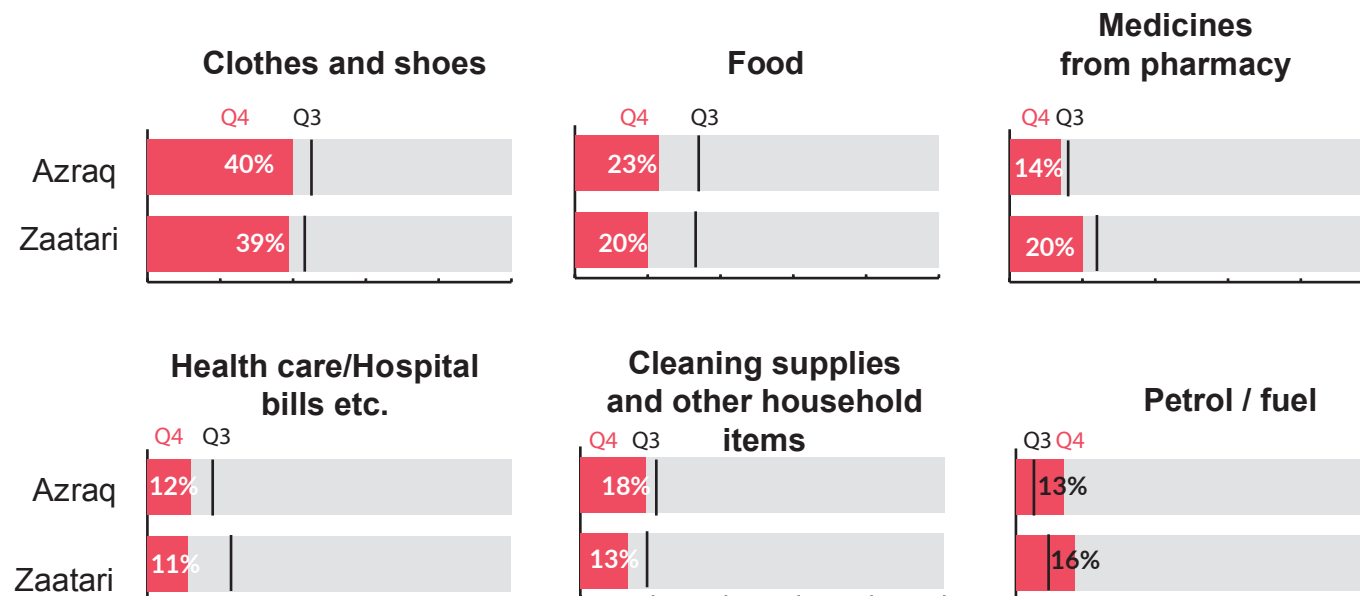 Clothes and shoes
Food
Medicines
from pharmacy
Q4 Q3
Q4 Q3
Q4 Q3
Azraq
40%
23%
14%
Zaatari
39%
20%
20%
Health care/Hospital
bills etc.
Cleaning supplies
and other household
items
Petrol / fuel
Q4 Q3
Q4 Q3
Q3 Q4
Azraq
12%
18%
13%
Zaatari
11%
13%
16%